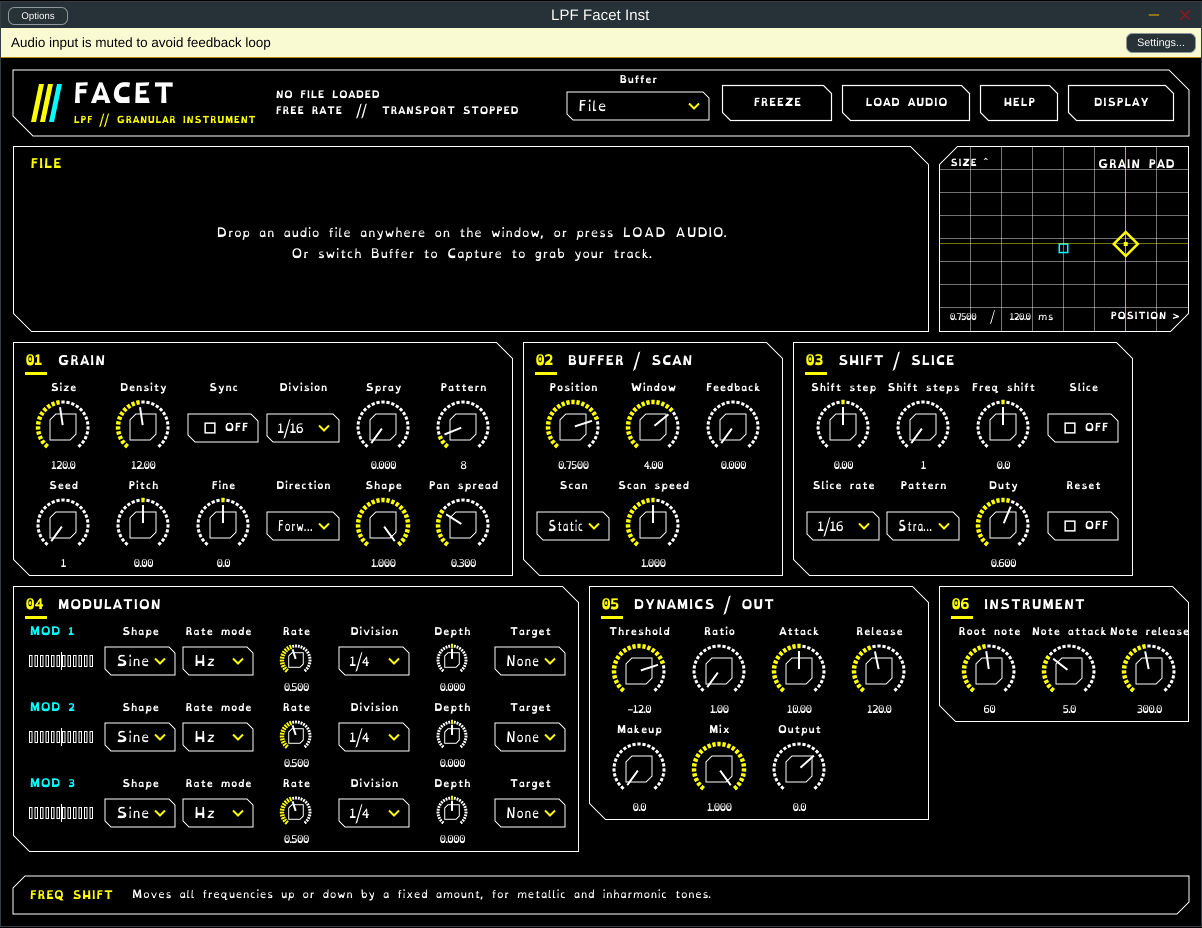 Options
LPF Facet Inst
Audio input is muted to avoid feedback loop
Settings...
FACET
LPF // GRANULAR INSTRUMENT
NO FILE LOADED
FREE RATE // TRANSPORT STOPPED
Buffer
File
FREEZE
LOAD AUDIO
HELP
DISPLAY
FILE
Drop an audio file anywhere on the window, or press LOAD AUDIO.
Or switch Buffer to Capture to grab your track.
SIZE ^
GRAIN PAD
0.7500 / 120.0 ms
POSITION >
01 GRAIN
Size Density Sync Division Spray Pattern
OFF 1/16
120.0 12.00 0.000 8
Seed Pitch Fine Direction Shape Pan spread
Forw...
1 0.00 0.0 1.000 0.300
02 BUFFER / SCAN
Position Window Feedback
0.7500 4.00 0.000
Scan Scan speed
Static
1.000
03 SHIFT / SLICE
Shift step Shift steps Freq shift Slice
OFF
0.00 1 0.0
Slice rate Pattern Duty Reset
1/16 Stra... OFF
0.600
04 MODULATION
MOD 1 Shape Rate mode Rate Division Depth Target
Sine Hz 1/4 None
0.500 0.000
MOD 2 Shape Rate mode Rate Division Depth Target
Sine Hz 1/4 None
0.500 0.000
MOD 3 Shape Rate mode Rate Division Depth Target
Sine Hz 1/4 None
0.500 0.000
05 DYNAMICS / OUT
Threshold Ratio Attack Release
-12.0 1.00 10.00 120.0
Makeup Mix Output
0.0 1.000 0.0
06 INSTRUMENT
Root note Note attack Note release
60 5.0 300.0
FREQ SHIFT Moves all frequencies up or down by a fixed amount, for metallic and inharmonic tones.